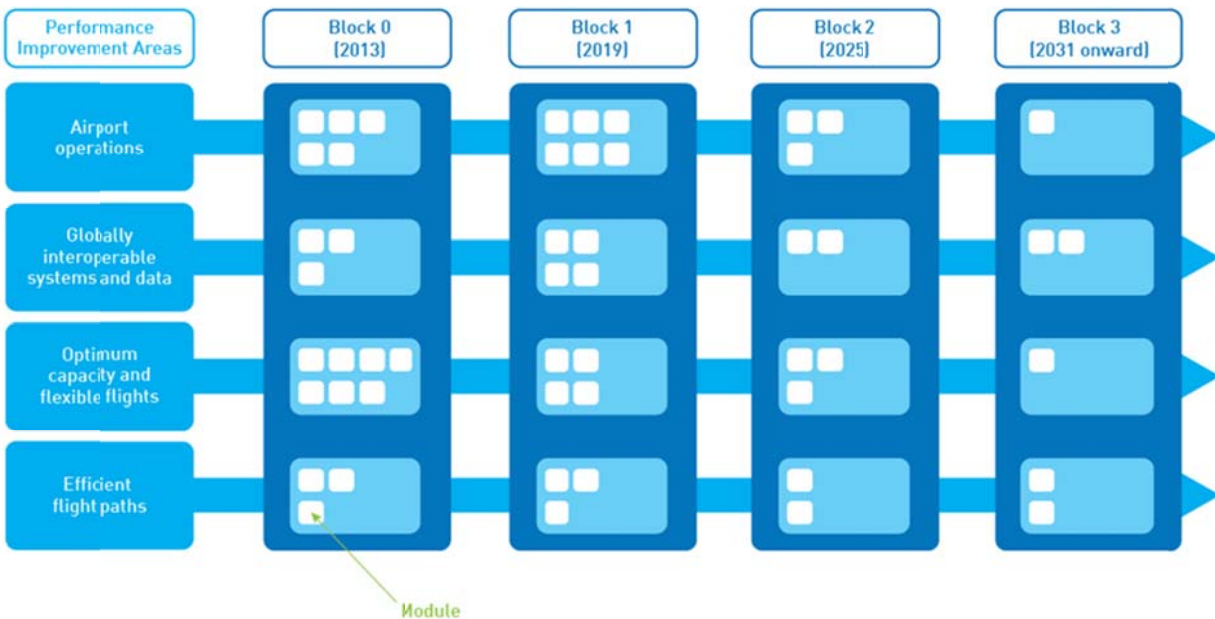 Performance
Improvement Areas
Block 0
(2013)
Block 1
(2019)
Block 2
(2025)
Block 3
(2031 onward)
Airport
operations
Globally
interoperable
systems and data
Optimum
capacity and
flexible flights
Efficient
flight paths
Module